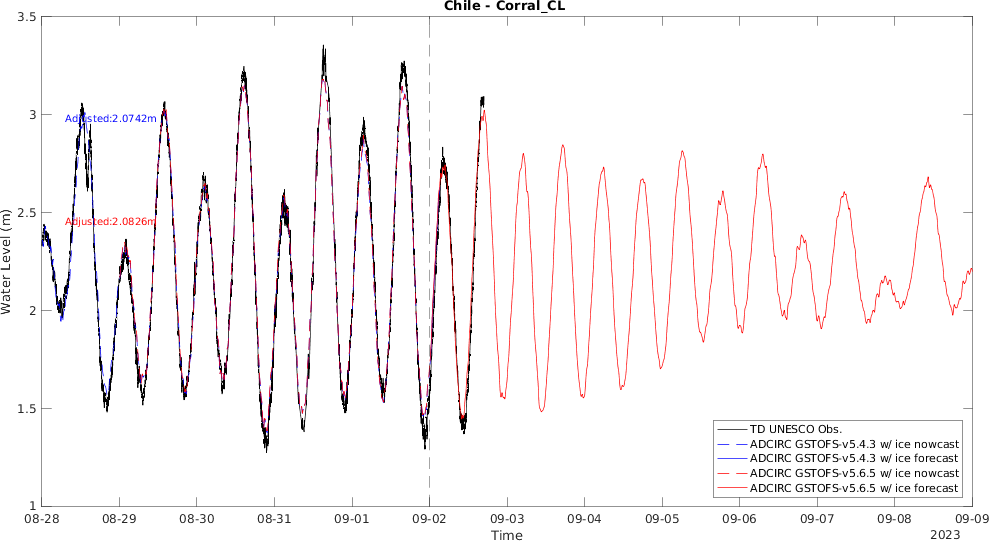 Chile - Corral_CL
3.5
3
2.5
2
1.5
1
Water Level (m)
Adjusted:2.0742m
Adjusted:2.0826m
TD UNESCO Obs.
ADCIRC GSTOFS-v5.4.3 w/ ice nowcast
ADCIRC GSTOFS-v5.4.3 w/ ice forecast
ADCIRC GSTOFS-v5.6.5 w/ ice nowcast
ADCIRC GSTOFS-v5.6.5 w/ ice forecast
08-28 08-29 08-30 08-31 09-01 09-02 09-03 09-04 09-05 09-06 09-07 09-08 09-09
Time
2023